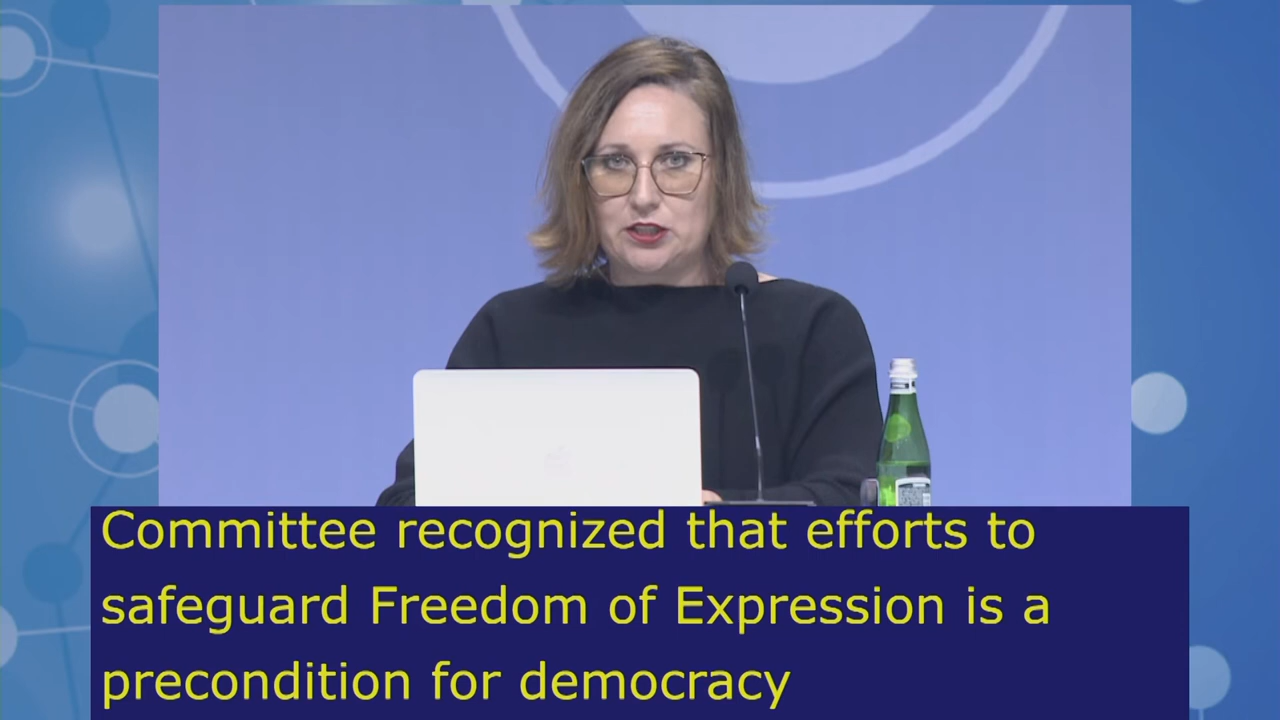 Committee recognized that efforts to
safeguard Freedom of Expression is a
precondition for democracy